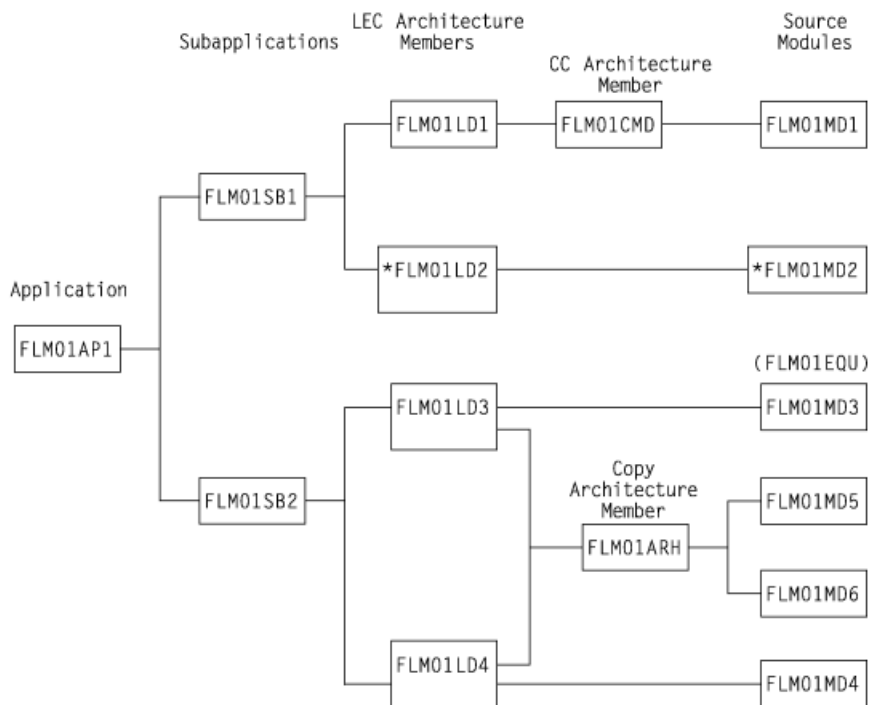 LEC Architecture
Members
Source
Modules
Subapplications
CC Architecture
Member
FLM01LD1
FLM01CMD
FLM01MD1
FLM01SB1
*FLM01LD2
*FLM01MD2
Application
FLM01AP1
(FLM01EQU)
FLM01LD3
FLM01MD3
Copy
Architecture
Member
FLM01SB2
FLM01MD5
FLM01ARH
FLM01MD6
FLM01LD4
FLM01MD4